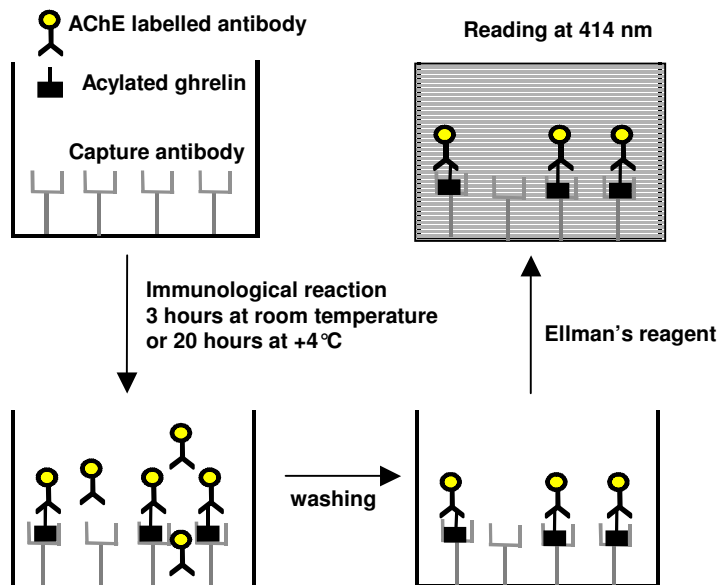 AChE labelled antibody
Acylated ghrelin
Capture antibody
Immunological reaction
3 hours at room temperature
or 20 hours at +4°C
washing
Ellman's reagent
Reading at 414 nm